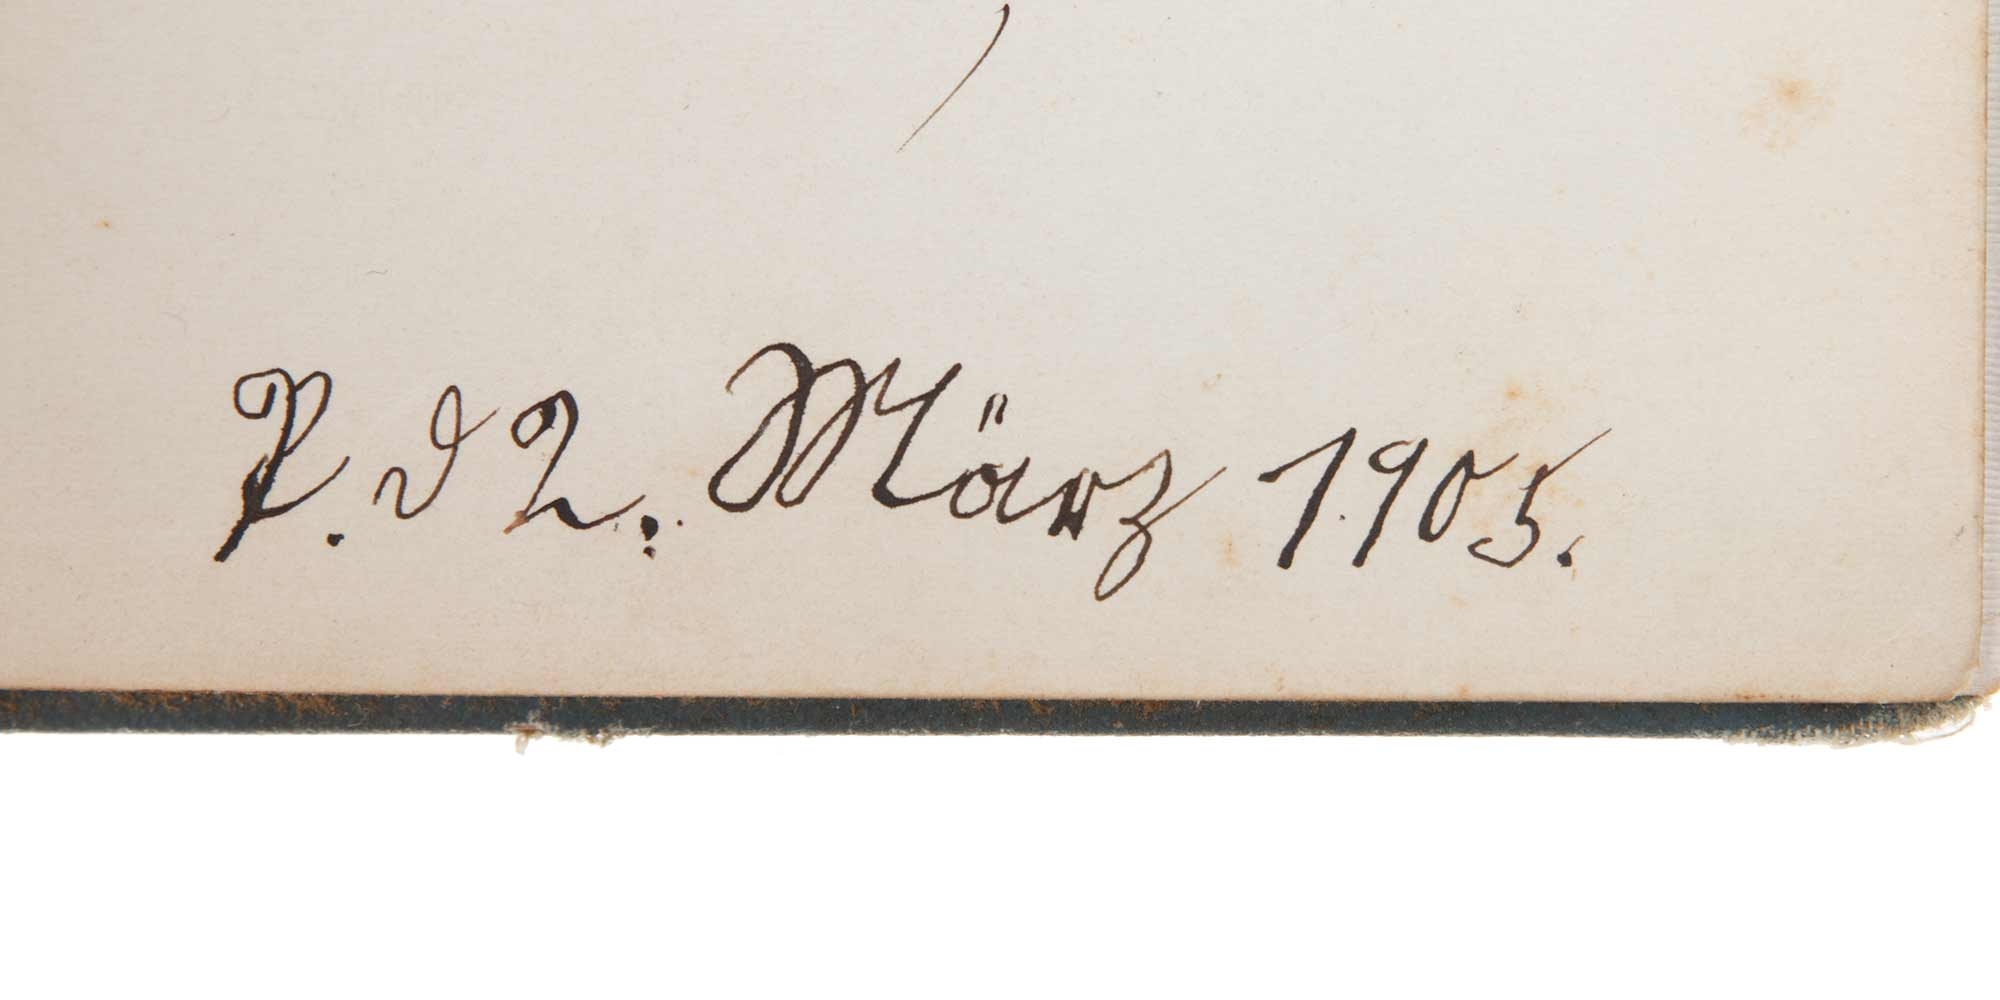 P. d 2. März 1905.